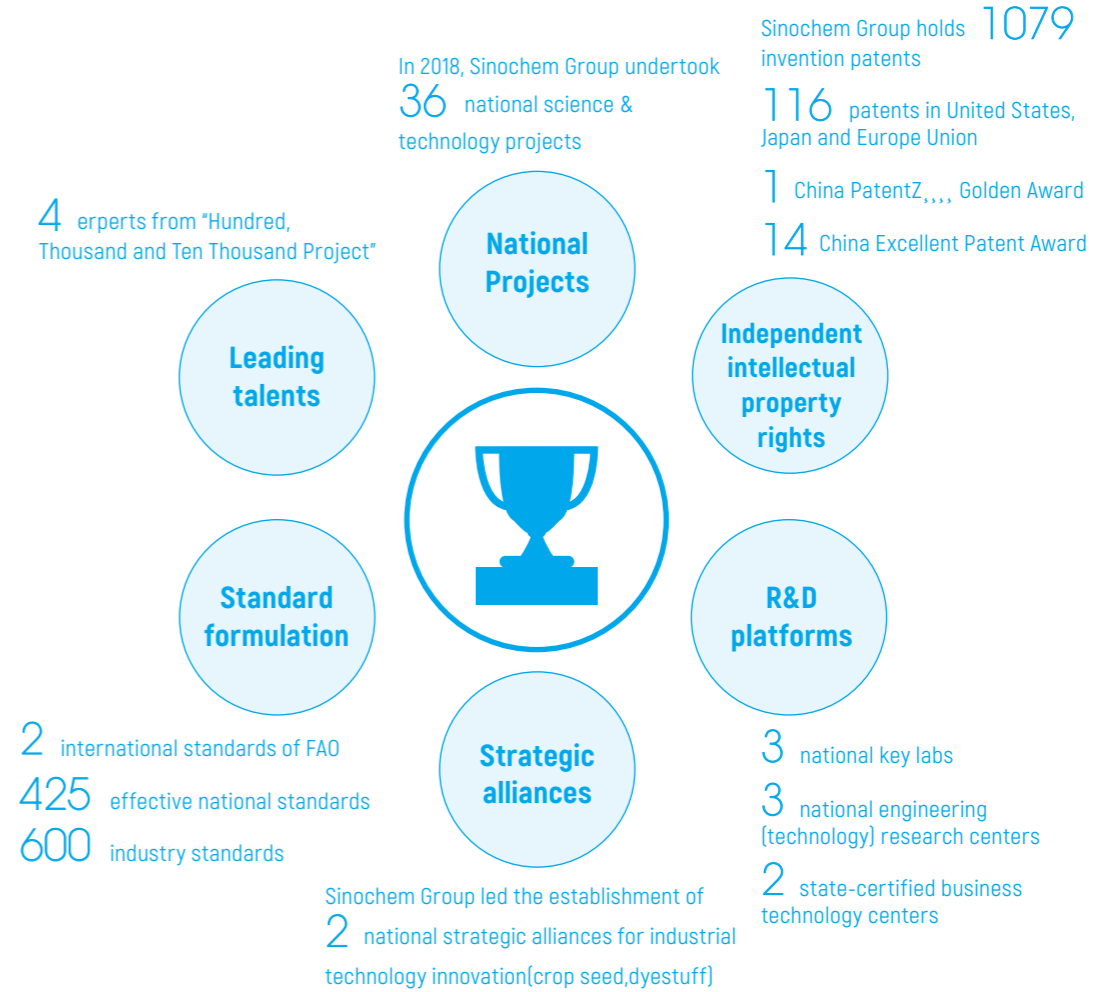 In 2018, Sinochem Group undertook
36 national science &
technology projects
National
Projects
Sinochem Group holds 1079
invention patents
116 patents in United States,
Japan and Europe Union
1 China PatentZ,,,, Golden Award
14 China Excellent Patent Award
Independent
intellectual
property
rights
4 erperts from “Hundred,
Thousand and Ten Thousand Project”
Leading
talents
Standard
formulation
2 international standards of FAO
425 effective national standards
600 industry standards
R&D
platforms
3 national key labs
3 national engineering
(technology) research centers
2 state-certified business
technology centers
Strategic
alliances
Sinochem Group led the establishment of
2 national strategic alliances for industrial
technology innovation(crop seed,dyestuff)